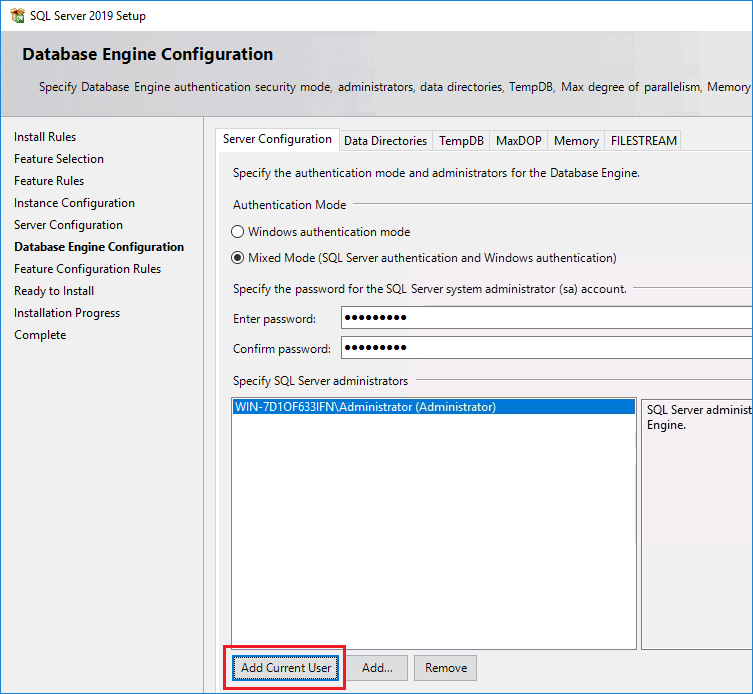 SQL Server 2019 Setup
Database Engine Configuration
Specify Database Engine authentication security mode, administrators, data directories, TempDB, Max degree of parallelism, Memory
Install Rules
Feature Selection
Feature Rules
Instance Configuration
Server Configuration
Database Engine Configuration
Feature Configuration Rules
Ready to Install
Installation Progress
Complete
Server Configuration Data Directories TempDB MaxDOP Memory FILESTREAM
Specify the authentication mode and administrators for the Database Engine.
Authentication Mode
Windows authentication mode
Mixed Mode (SQL Server authentication and Windows authentication)
Specify the password for the SQL Server system administrator (sa) account.
Enter password: ●●●●●●●●●
Confirm password: ●●●●●●●●●
Specify SQL Server administrators
WIN-7D1OF633IFN\Administrator (Administrator)
SQL Server administ
Engine.
Add Current User Add... Remove